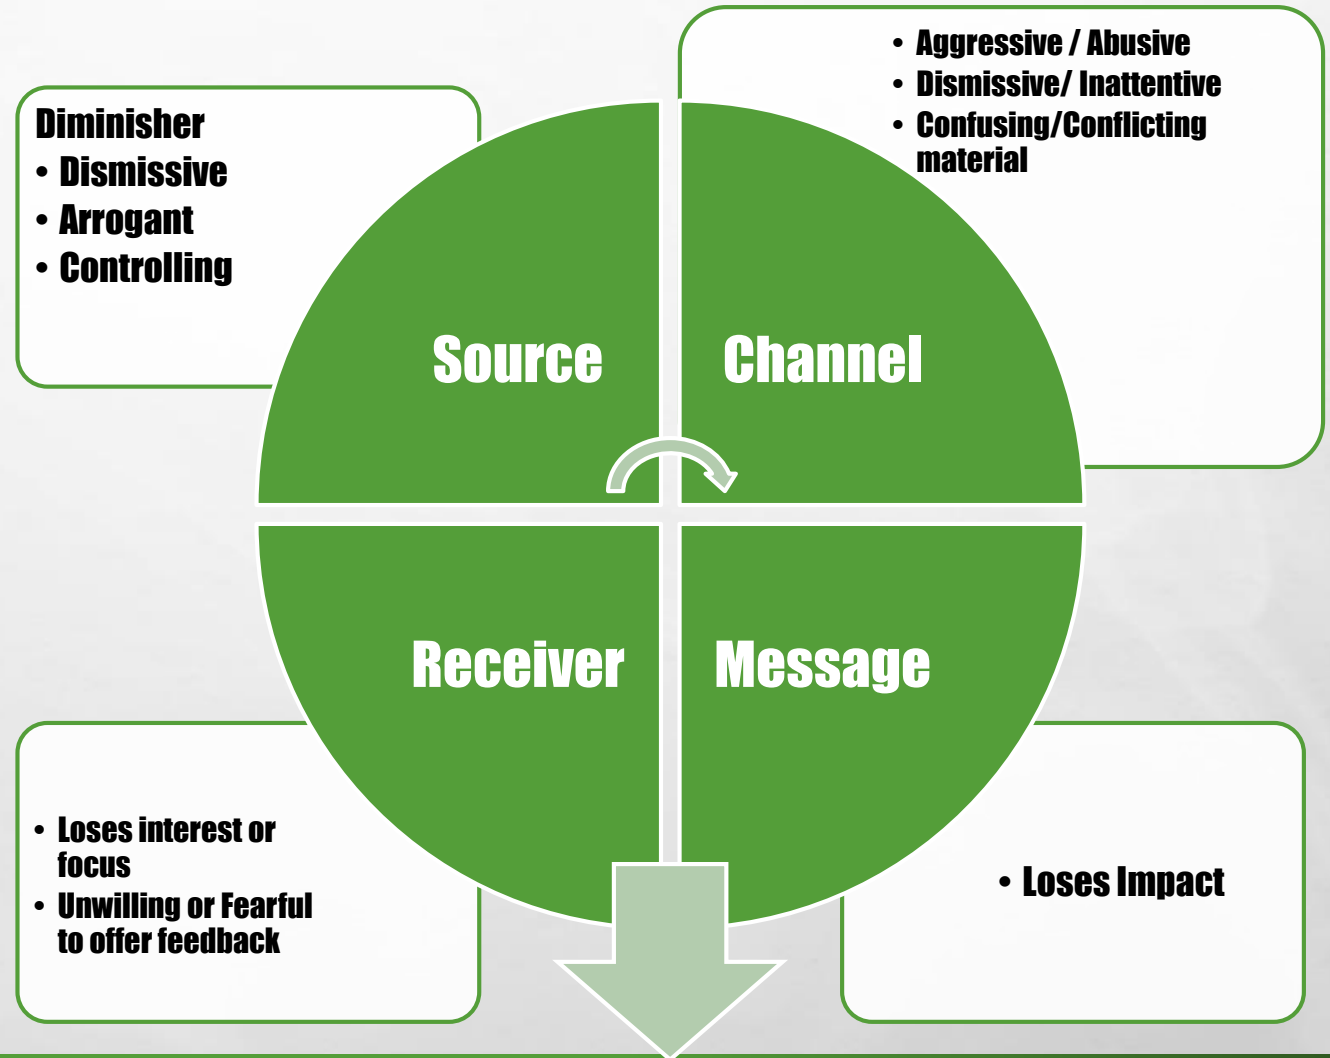 Diminisher
• Dismissive
• Arrogant
• Controlling
• Aggressive / Abusive
• Dismissive/ Inattentive
• Confusing/Conflicting
material
Source
Channel
Receiver
Message
• Loses interest or
focus
• Unwilling or Fearful
to offer feedback
• Loses Impact